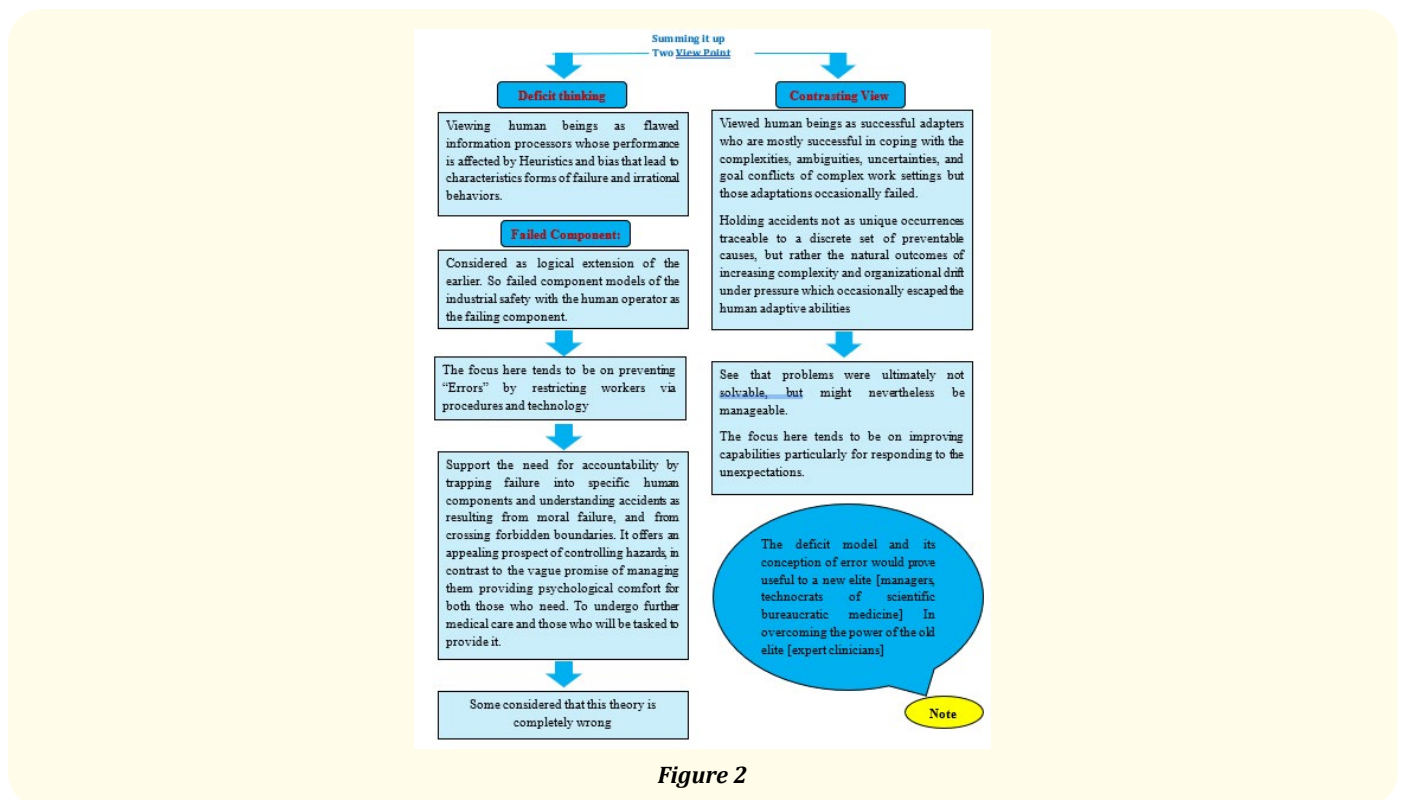 Summing it up
Two View Point
Deficit thinking
Viewing human beings as flawed
information processors whose performance
is affected by Heuristics and bias that lead to
characteristics forms of failure and irrational
behaviors.
Failed Component:
Considered as logical extension of the
earlier. So failed component models of the
industrial safety with the human operator as
the failing component.
The focus here tends to be on preventing
“Errors” by restricting workers via
procedures and technology
Support the need for accountability by
trapping failure into specific human
components and understanding accidents as
resulting from moral failure, and from
crossing forbidden boundaries. It offers an
appealing prospect of controlling hazards, in
contrast to the vague promise of managing
them providing psychological comfort for
both those who need. To undergo further
medical care and those who will be tasked to
provide it.
Some considered that this theory is
completely wrong
Contrasting View
Viewed human beings as successful adapters
who are mostly successful in coping with the
complexities, ambiguities, uncertainties, and
goal conflicts of complex work settings but
those adaptations occasionally failed.
Holding accidents not as unique occurrences
traceable to a discrete set of preventable
causes, but rather the natural outcomes of
increasing complexity and organizational drift
under pressure which occasionally escaped the
human adaptive abilities
See that problems were ultimately not
solvable, but might nevertheless be
manageable.
The focus here tends to be on improving
capabilities particularly for responding to the
unexpectations.
The deficit model and its
conception of error would prove
useful to a new elite [managers,
technocrats of scientific
bureaucratic medicine] In
overcoming the power of the old
elite [expert clinicians]
Note
Figure 2